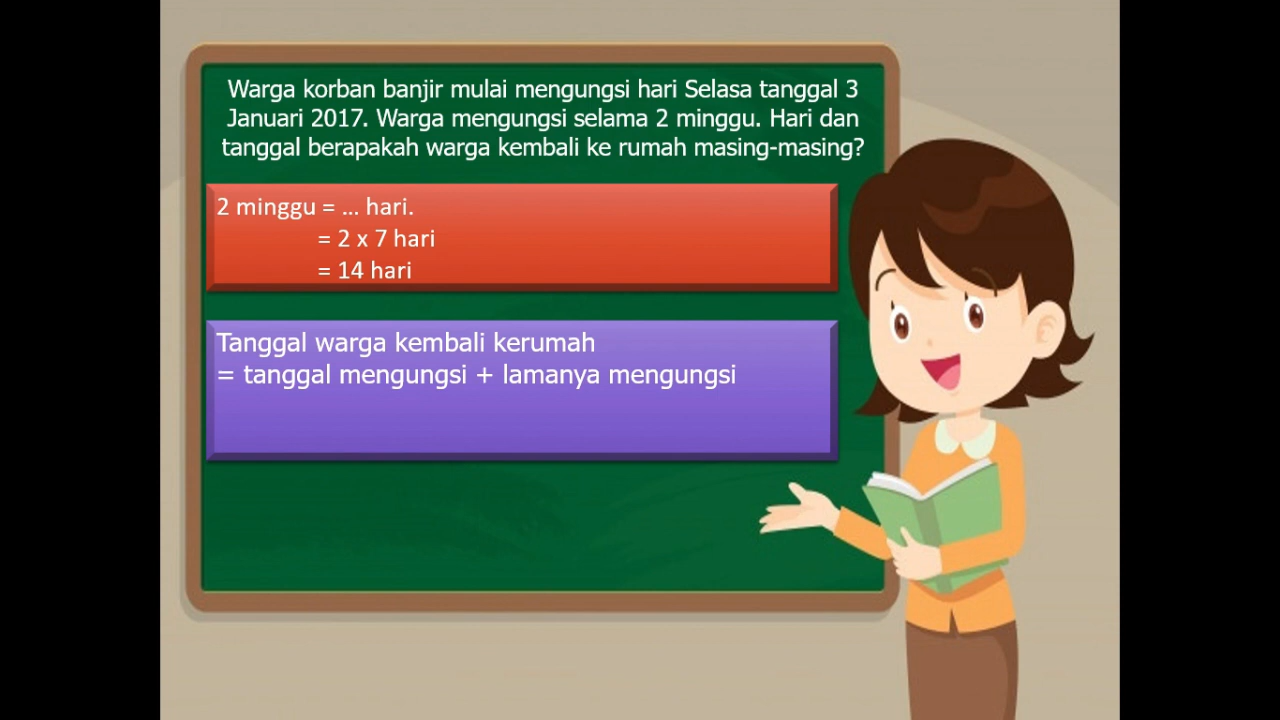 Warga korban banjir mulai mengungsi hari Selasa tanggal 3
Januari 2017. Warga mengungsi selama 2 minggu. Hari dan
tanggal berapakah warga kembali ke rumah masing-masing?
2 minggu = ... hari.
= 2 x 7 hari
= 14 hari
Tanggal warga kembali kerumah
= tanggal mengungsi + lamanya mengungsi